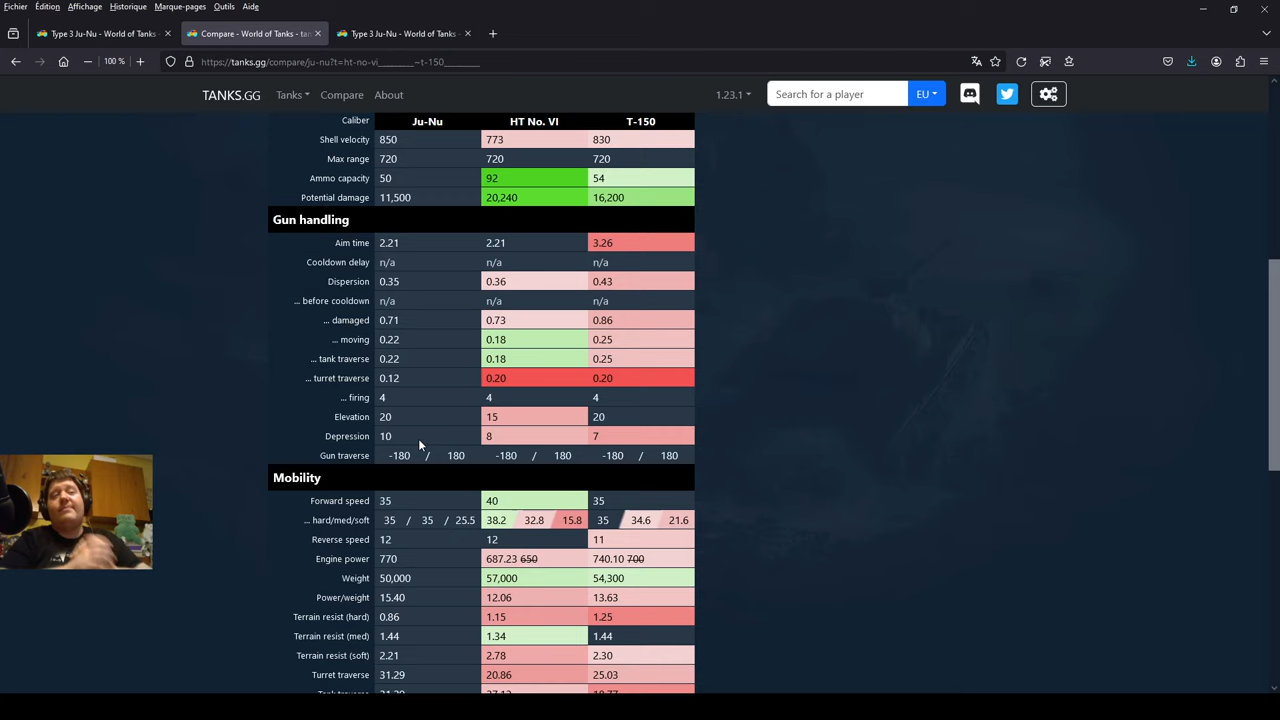 Fichier Édition Affichage Historique Marque-pages Outils Aide
Type 3 Ju-Nu - World of Tanks Compare - World of Tanks - tan Type 3 Ju-Nu - World of Tanks
100 % https://tanks.gg/compare/ju-nu?t=ht-no-vi________~t-150________
TANKS.GG Tanks Compare About 1.23.1 Search for a player EU
Caliber Ju-Nu HT No. VI T-150
Shell velocity 850 773 830
Max range 720 720 720
Ammo capacity 50 92 54
Potential damage 11,500 20,240 16,200
Gun handling
Aim time 2.21 2.21 3.26
Cooldown delay n/a n/a n/a
Dispersion 0.35 0.36 0.43
... before cooldown n/a n/a n/a
... damaged 0.71 0.73 0.86
... moving 0.22 0.18 0.25
... tank traverse 0.22 0.18 0.25
... turret traverse 0.12 0.20 0.20
... firing 4 4 4
Elevation 20 15 20
Depression 10 8 7
Gun traverse -180 / 180 -180 / 180 -180 / 180
Mobility
Forward speed 35 40 35
... hard/med/soft 35 / 35 / 25.5 38.2 32.8 15.8 35 34.6 21.6
Reverse speed 12 12 11
Engine power 770 687.23 650 740.10 700
Weight 50,000 57,000 54,300
Power/weight 15.40 12.06 13.63
Terrain resist (hard) 0.86 1.15 1.25
Terrain resist (med) 1.44 1.34 1.44
Terrain resist (soft) 2.21 2.78 2.30
Turret traverse 31.29 20.86 25.03